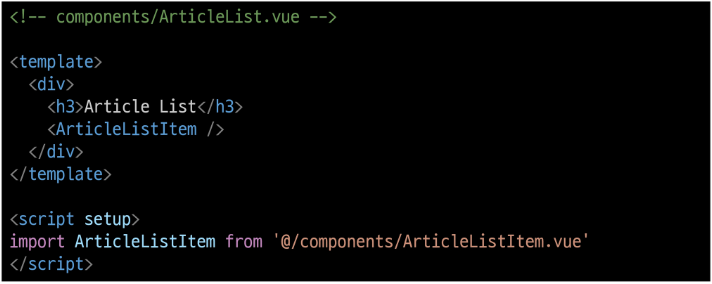 <!-- components/ArticleList.vue -->
<template>
  <div>
    <h3>Article List</h3>
    <ArticleListItem />
  </div>
</template>
<script setup>
import ArticleListItem from '@/components/ArticleListItem.vue'
</script>